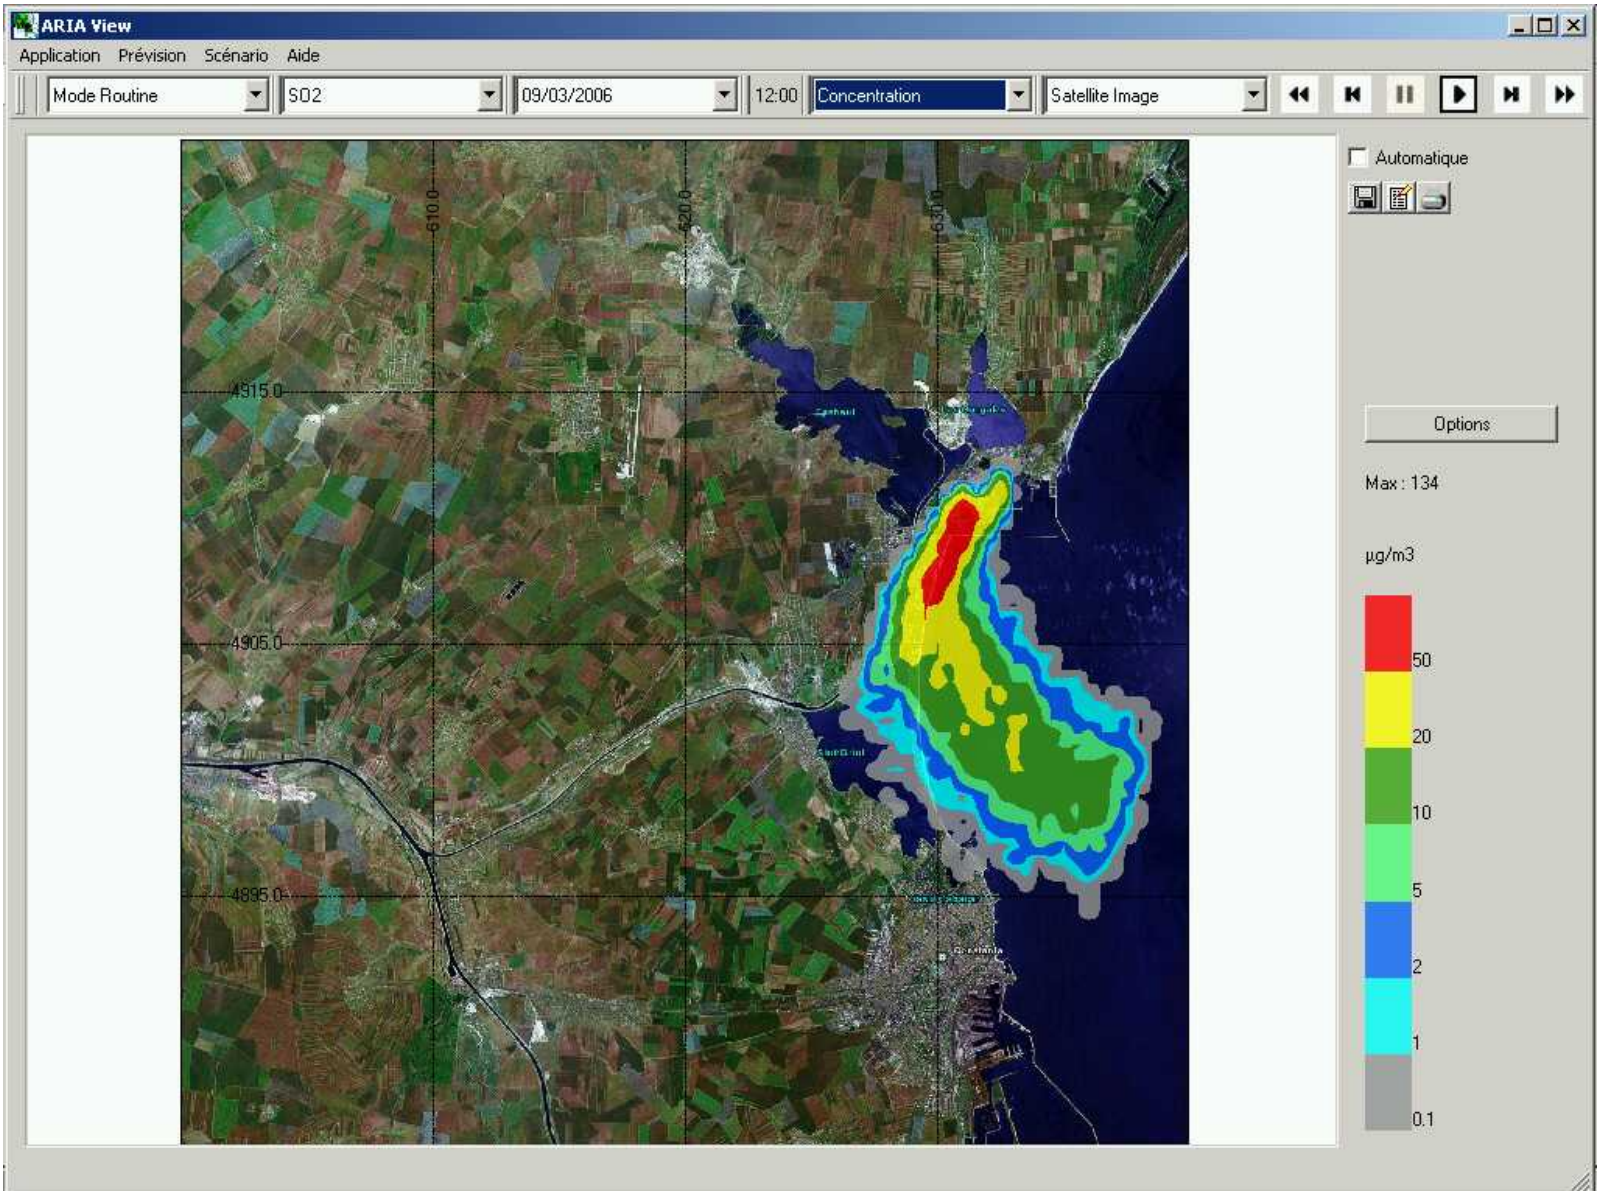 ARIA View
Application Prévision Scénario Aide
Mode Routine SO2 09/03/2006 12:00 Concentration Satellite Image
Automatique
610.0 620.0 630.0
4915.0
Options
Max : 134
µg/m3
4905.0
50
20
10
5
4895.0
2
Constanta
1
0.1